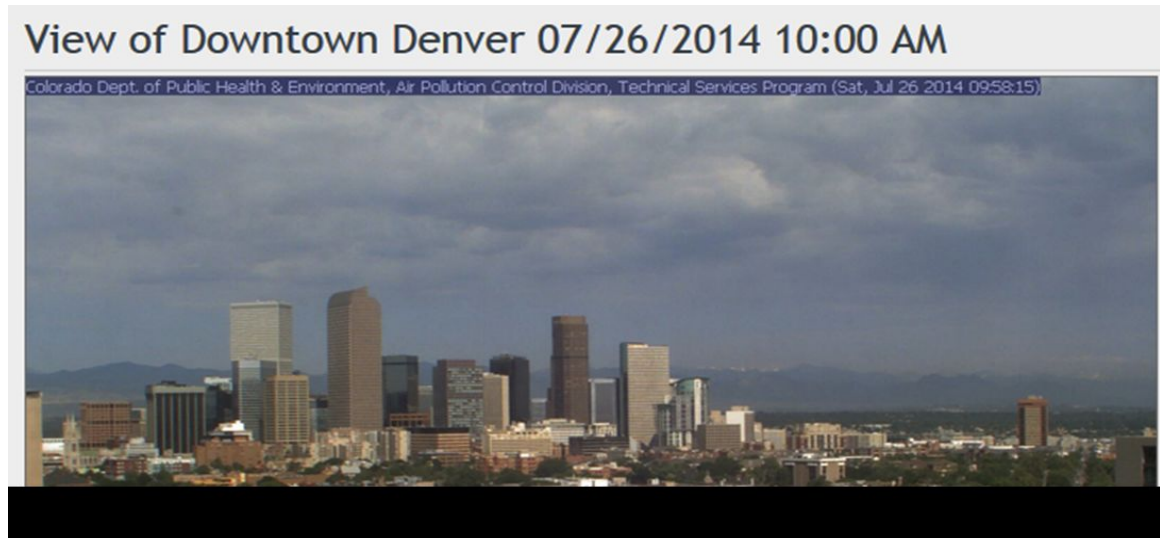 View of Downtown Denver 07/26/2014 10:00 AM
Colorado Dept. of Public Health & Environment, Air Pollution Control Division, Technical Services Program (Sat, Jul 26 2014 09:58:15)